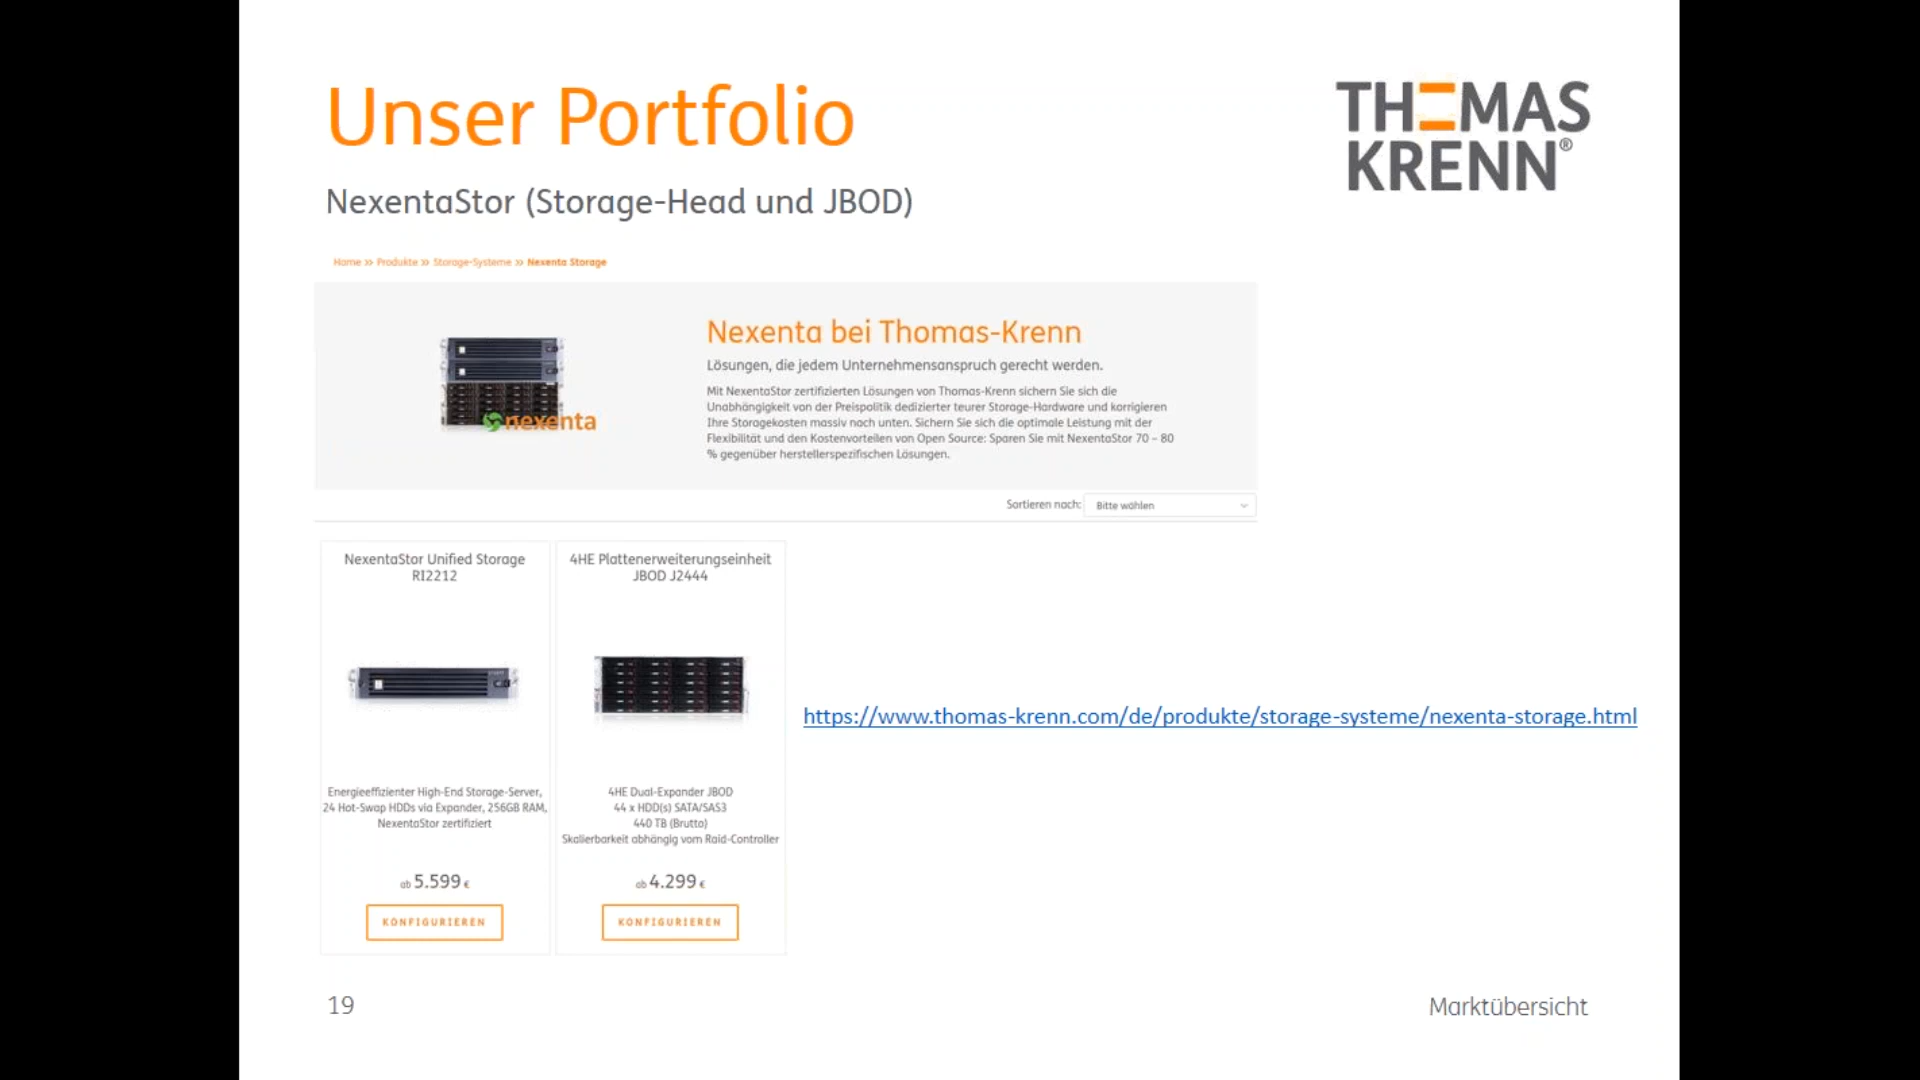 Unser Portfolio
THOMAS
KRENN®
NexentaStor (Storage-Head und JBOD)
Home >> Produkte >> Storage-Systeme >> Nexenta Storage
nexenta
Nexenta bei Thomas-Krenn
Lösungen, die jedem Unternehmensanspruch gerecht werden.
Mit NexentaStor zertifizierten Lösungen von Thomas-Krenn sichern Sie sich die
Unabhängigkeit von der Preispolitik dedizierter teurer Storage-Hardware und korrigieren
Ihre Storagekosten massiv nach unten. Sichern Sie sich die optimale Leistung mit der
Flexibilität und den Kostenvorteilen von Open Source: Sparen Sie mit NexentaStor 70 – 80
% gegenüber herstellerspezifischen Lösungen.
Sortieren nach: Bitte wählen
NexentaStor Unified Storage
RI2212
Energieeffizienter High-End Storage-Server,
24 Hot-Swap HDDs via Expander, 256GB RAM,
NexentaStor zertifiziert
ab 5.599 €
KONFIGURIEREN
4HE Plattenerweiterungseinheit
JBOD J2444
4HE Dual-Expander JBOD
44 x HDD(s) SATA/SAS3
440 TB (Brutto)
Skalierbarkeit abhängig vom Raid-Controller
ab 4.299 €
KONFIGURIEREN
https://www.thomas-krenn.com/de/produkte/storage-systeme/nexenta-storage.html
19
Marktübersicht